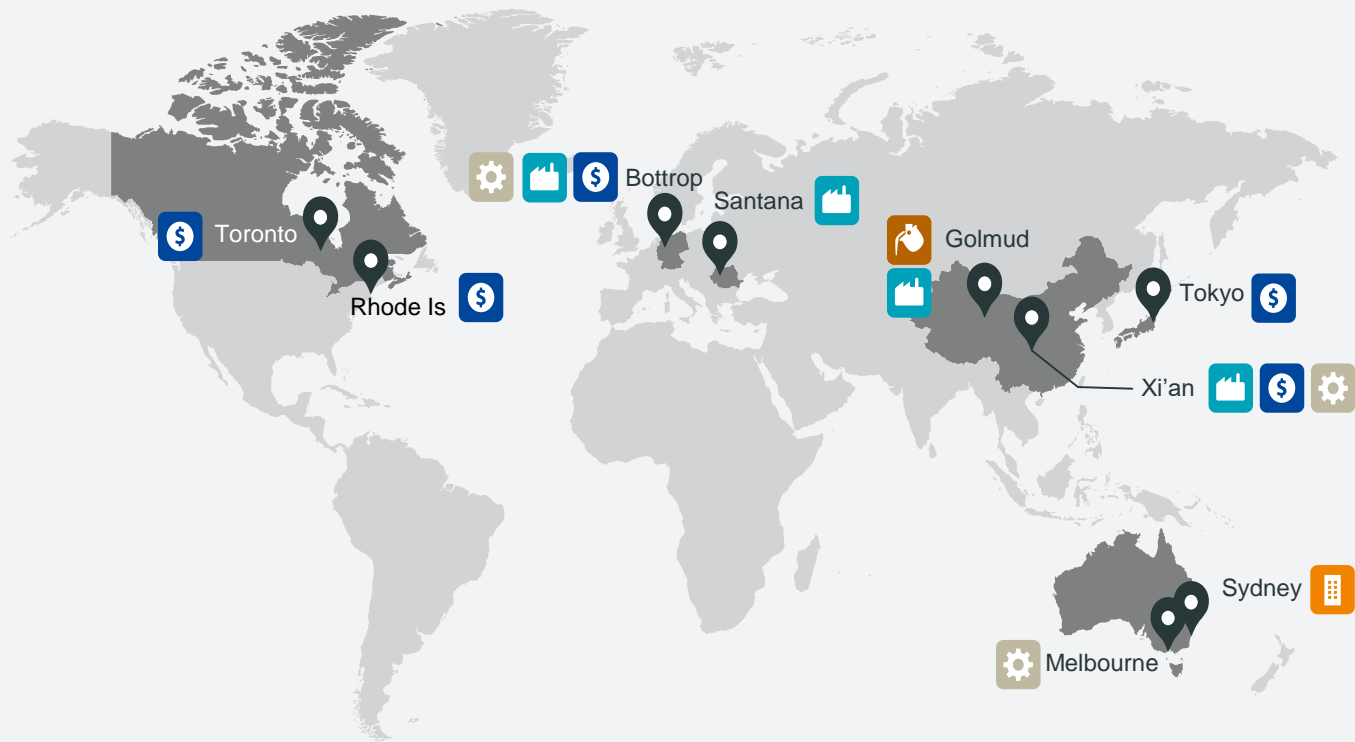 Bottrop
Santana
Toronto
Golmud
Rhode Is
Tokyo
Xi’an
Sydney
Melbourne